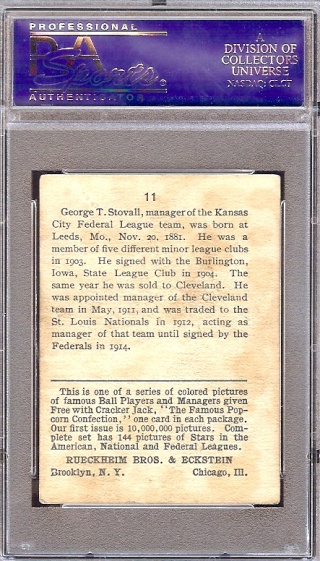 PROFESSIONAL
PSA
Sports
AUTHENTICATOR
A
DIVISION OF
COLLECTORS
UNIVERSE
NASDAQ: CLCT
11
George T. Stovall, manager of the Kansas
City Federal League team, was born at
Leeds, Mo., Nov. 20, 1881. He was a
member of five different minor league clubs
in 1903. He signed with the Burlington,
Iowa, State League Club in 1904. The
same year he was sold to Cleveland. He
was appointed manager of the Cleveland
team in May, 1911, and was traded to the
St. Louis Nationals in 1912, acting as
manager of that team until signed by the
Federals in 1914.
This is one of a series of colored pictures
of famous Ball Players and Managers given
Free with Cracker Jack, "The Famous Pop-
corn Confection," one card in each package.
Our first issue is 10,000,000 pictures. Com-
plete set has 144 pictures of Stars in the
American, National and Federal Leagues.
RUECKHEIM BROS. & ECKSTEIN
Brooklyn, N. Y. Chicago, Ill.